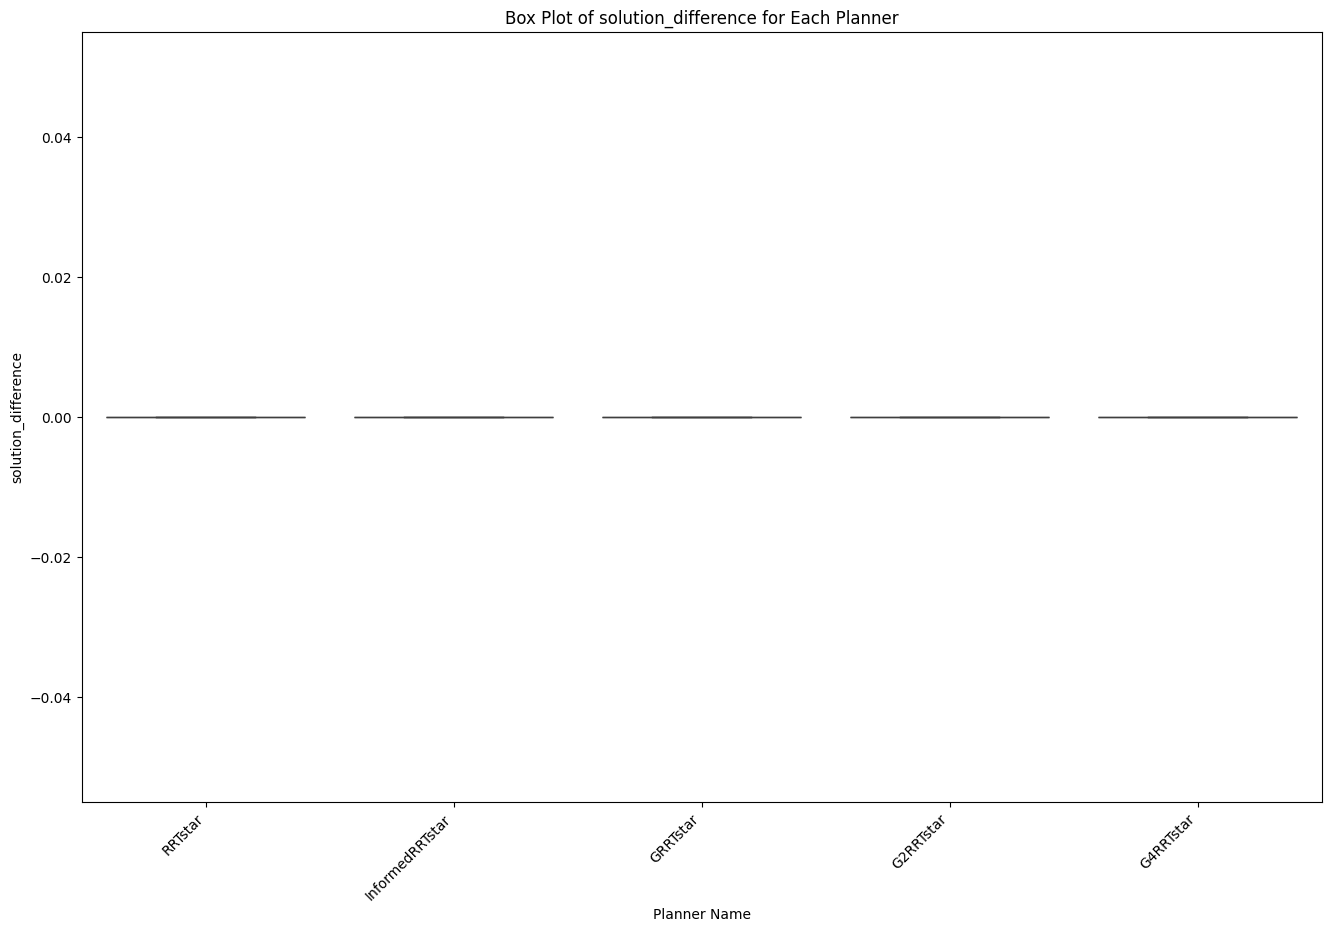 Box Plot of solution_difference for Each Planner
0.04
0.02
0.00
−0.02
−0.04
solution_difference
RRTstar
InformedRRTstar
GRRTstar
G2RRTstar
G4RRTstar
Planner Name